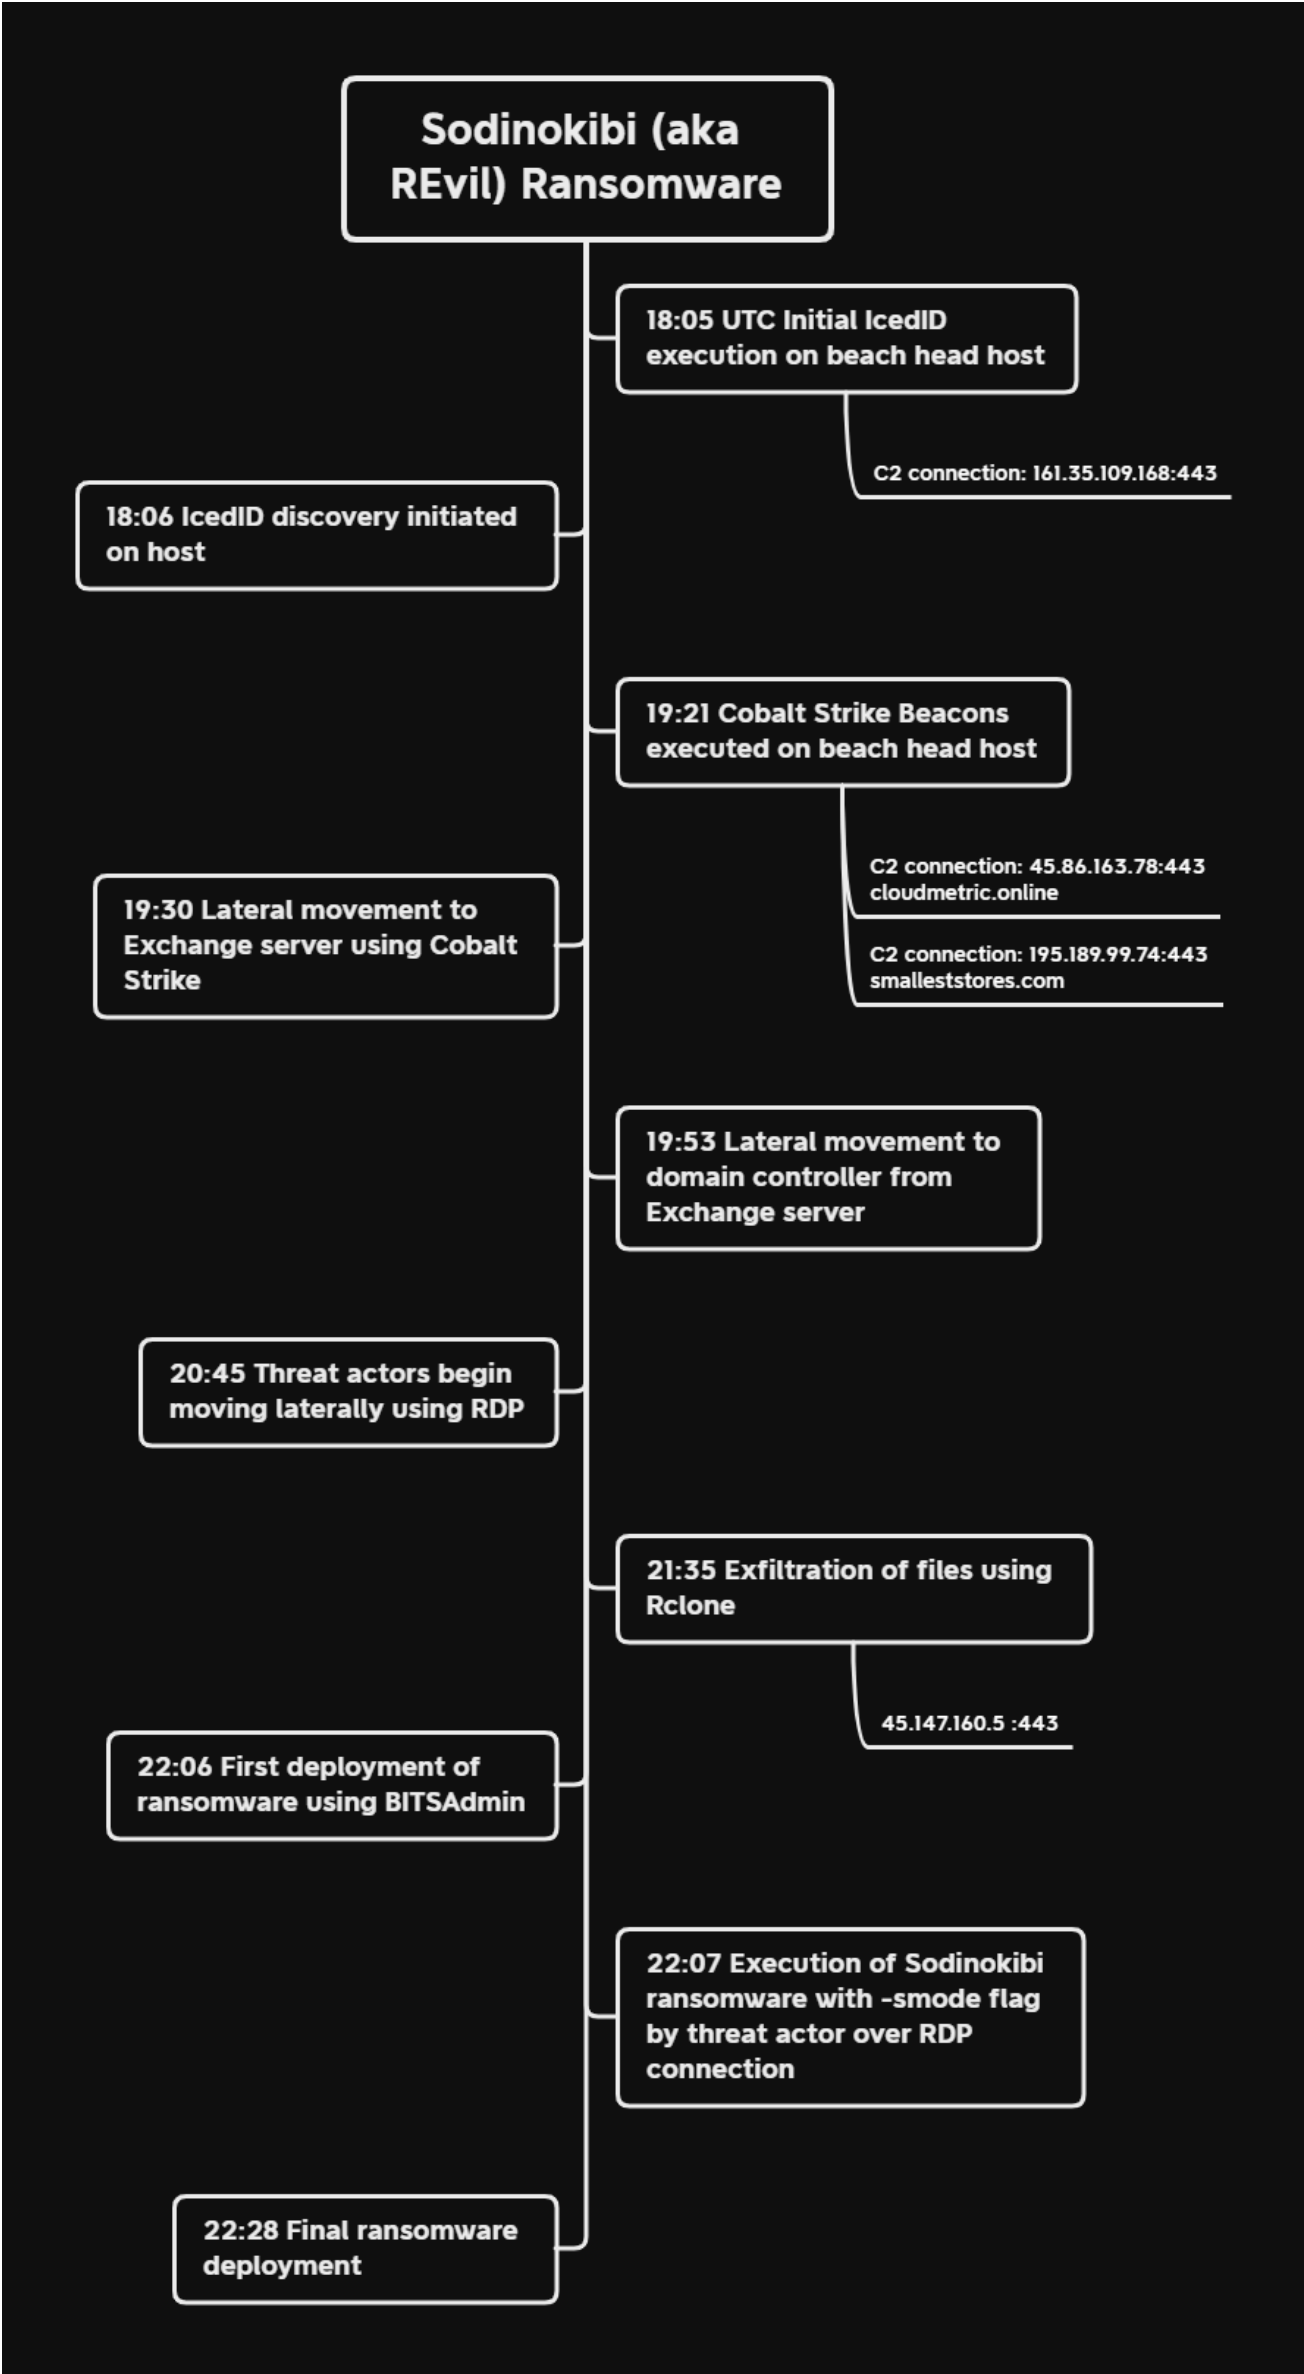 Sodinokibi (aka
REvil) Ransomware
18:05 UTC Initial IcedID
execution on beach head host
C2 connection: 161.35.109.168:443
18:06 IcedID discovery initiated
on host
19:21 Cobalt Strike Beacons
executed on beach head host
C2 connection: 45.86.163.78:443
cloudmetric.online
C2 connection: 195.189.99.74:443
smalleststores.com
19:30 Lateral movement to
Exchange server using Cobalt
Strike
19:53 Lateral movement to
domain controller from
Exchange server
20:45 Threat actors begin
moving laterally using RDP
21:35 Exfiltration of files using
Rclone
45.147.160.5 :443
22:06 First deployment of
ransomware using BITSAdmin
22:07 Execution of Sodinokibi
ransomware with -smode flag
by threat actor over RDP
connection
22:28 Final ransomware
deployment